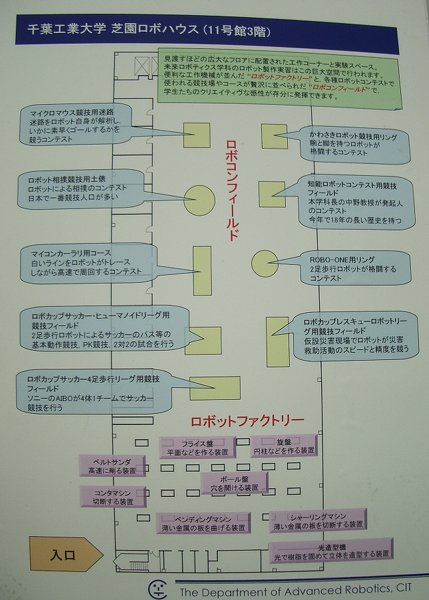 千葉工業大学 芝園ロボハウス(11号館3階)
見渡すほどの広大なフロアに配置された工作コーナーと実験スペース。
未来ロボティクス学科のロボット製作実習はこの巨大空間で行われます。
便利な工作機械が並んだ"ロボットファクトリー"と、各種ロボットコンテストで
使われる競技場やコースが贅沢に並べられた"ロボコンフィールド"で、
学生たちのクリエイティヴな感性が存分に発揮できます。
マイクロマウス競技用迷路
迷路をロボット自身が解析し、
いかに素早くゴールするかを
競うコンテスト
かわさきロボット競技用リング
腕と脚を持つロボットが
格闘するコンテスト
ロボコンフィールド
ロボット相撲競技用土俵
ロボットによる相撲のコンテスト
日本で一番競技人口が多い
知能ロボットコンテスト用競技
フィールド
本学科長の中野教授が発起人
のコンテスト
今年で18年の長い歴史を持つ
マイコンカーラリ用コース
白いラインをロボットがトレース
しながら高速で周回するコンテスト
ROBO-ONE用リング
2足歩行ロボットが格闘する
コンテスト
ロボカップサッカー・ヒューマノイドリーグ用
競技フィールド
2足歩行ロボットによるサッカーのパス等の
基本動作競技、PK競技、2対2の試合を行う
ロボカップレスキューロボットリー
グ用競技フィールド
仮設災害現場でロボットが災害
救助活動のスピードと精度を競う
ロボカップサッカー4足歩行リーグ用競技
フィールド
ソニーのAIBOが4体1チームでサッカー
競技を行う
ロボットファクトリー
フライス盤
平面などを作る装置
旋盤
円柱などを作る装置
ベルトサンダ
高速に削る装置
ボール盤
穴を開ける装置
コンタマシン
切断する装置
ベンディングマシン
薄い金属の板を曲げる装置
シャーリングマシン
薄い金属の板を切断する装置
光造型機
光で樹脂を固めて立体を造型する装置
入口
The Department of Advanced Robotics, CIT